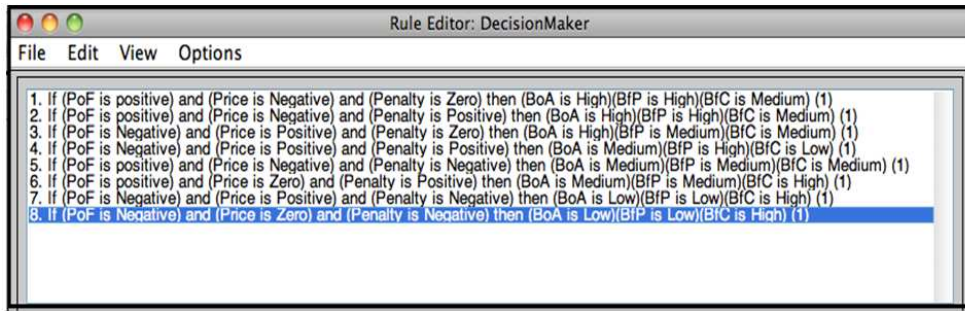 Rule Editor: DecisionMaker
File Edit View Options
1. If (PoF is positive) and (Price is Negative) and (Penalty is Zero) then (BoA is High)(BfP is High)(BfC is Medium) (1)
2. If (PoF is positive) and (Price is Negative) and (Penalty is Positive) then (BoA is High)(BfP is High)(BfC is Medium) (1)
3. If (PoF is Negative) and (Price is Positive) and (Penalty is Zero) then (BoA is High)(BfP is Medium)(BfC is Medium) (1)
4. If (PoF is Negative) and (Price is Positive) and (Penalty is Positive) then (BoA is Medium)(BfP is High)(BfC is Low) (1)
5. If (PoF is positive) and (Price is Negative) and (Penalty is Negative) then (BoA is Medium)(BfP is Medium)(BfC is Medium) (1)
6. If (PoF is positive) and (Price is Zero) and (Penalty is Positive) then (BoA is Medium)(BfP is Medium)(BfC is High) (1)
7. If (PoF is Negative) and (Price is Positive) and (Penalty is Negative) then (BoA is Low)(BfP is Low)(BfC is High) (1)
8. If (PoF is Negative) and (Price is Zero) and (Penalty is Negative) then (BoA is Low)(BfP is Low)(BfC is High) (1)